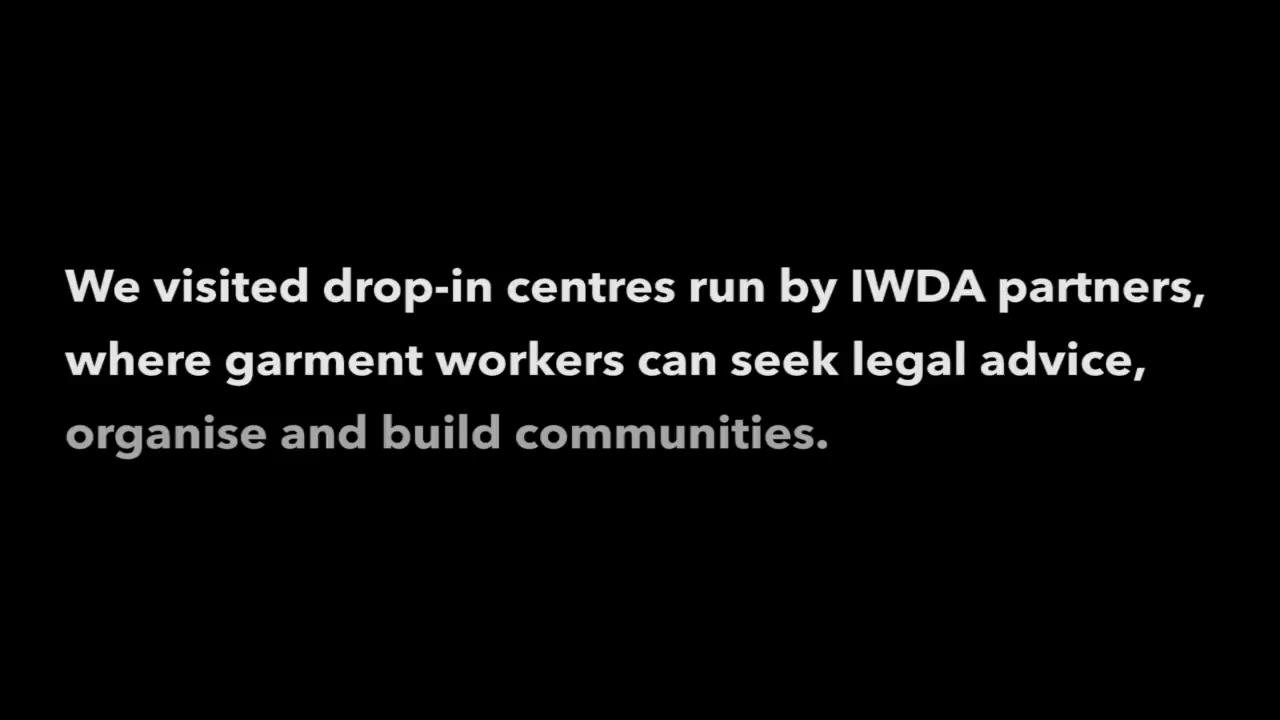 We visited drop-in centres run by IWDA partners,
where garment workers can seek legal advice,
organise and build communities.